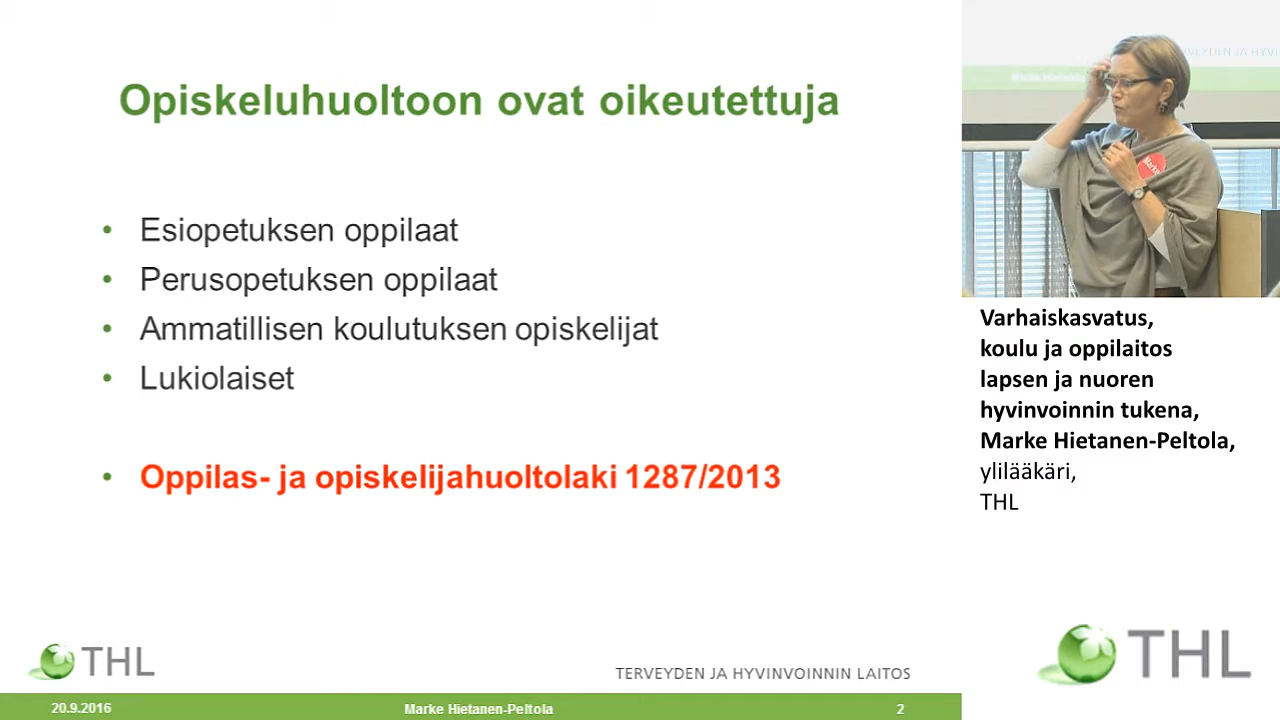 Opiskeluhuoltoon ovat oikeutettuja
• Esiopetuksen oppilaat
• Perusopetuksen oppilaat
• Ammatillisen koulutuksen opiskelijat
• Lukiolaiset
• Oppilas- ja opiskelijahuoltolaki 1287/2013
THL
TERVEYDEN JA HYVINVOINNIN LAITOS
20.9.2016
Marke Hietanen-Peltola
2
Marke
Varhaiskasvatus,
koulu ja oppilaitos
lapsen ja nuoren
hyvinvoinnin tukena,
Marke Hietanen-Peltola,
ylilääkäri,
THL
THL